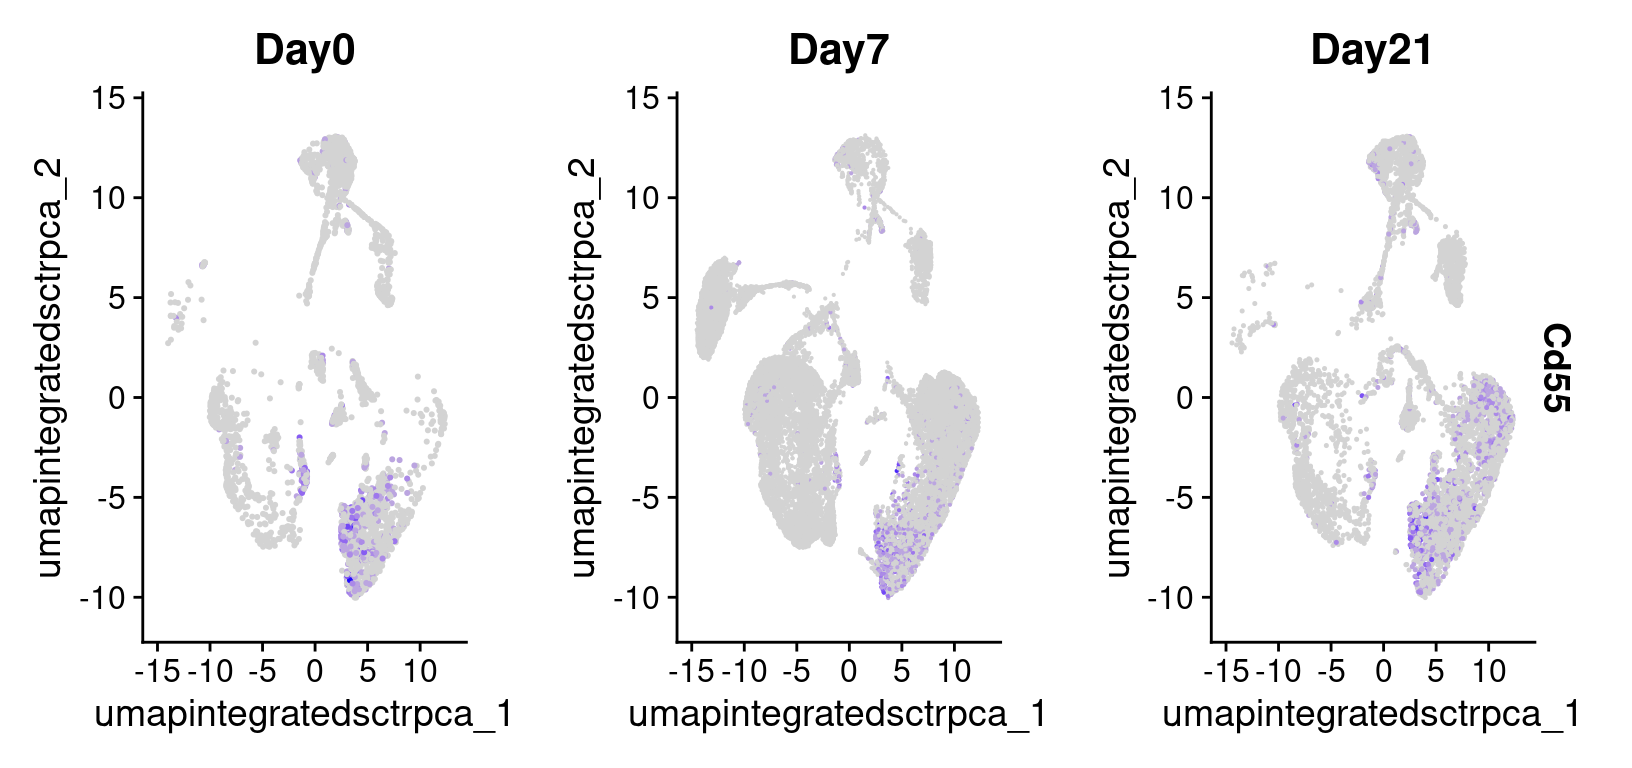 Day0
Day7
Day21
umapintegratedsctrpca_2
15
10
5
0
-5
-10
-15 -10 -5 0 5 10
umapintegratedsctrpca_1
umapintegratedsctrpca_2
15
10
5
0
-5
-10
-15 -10 -5 0 5 10
umapintegratedsctrpca_1
umapintegratedsctrpca_2
15
10
5
0
-5
-10
-15 -10 -5 0 5 10
umapintegratedsctrpca_1
Cd55